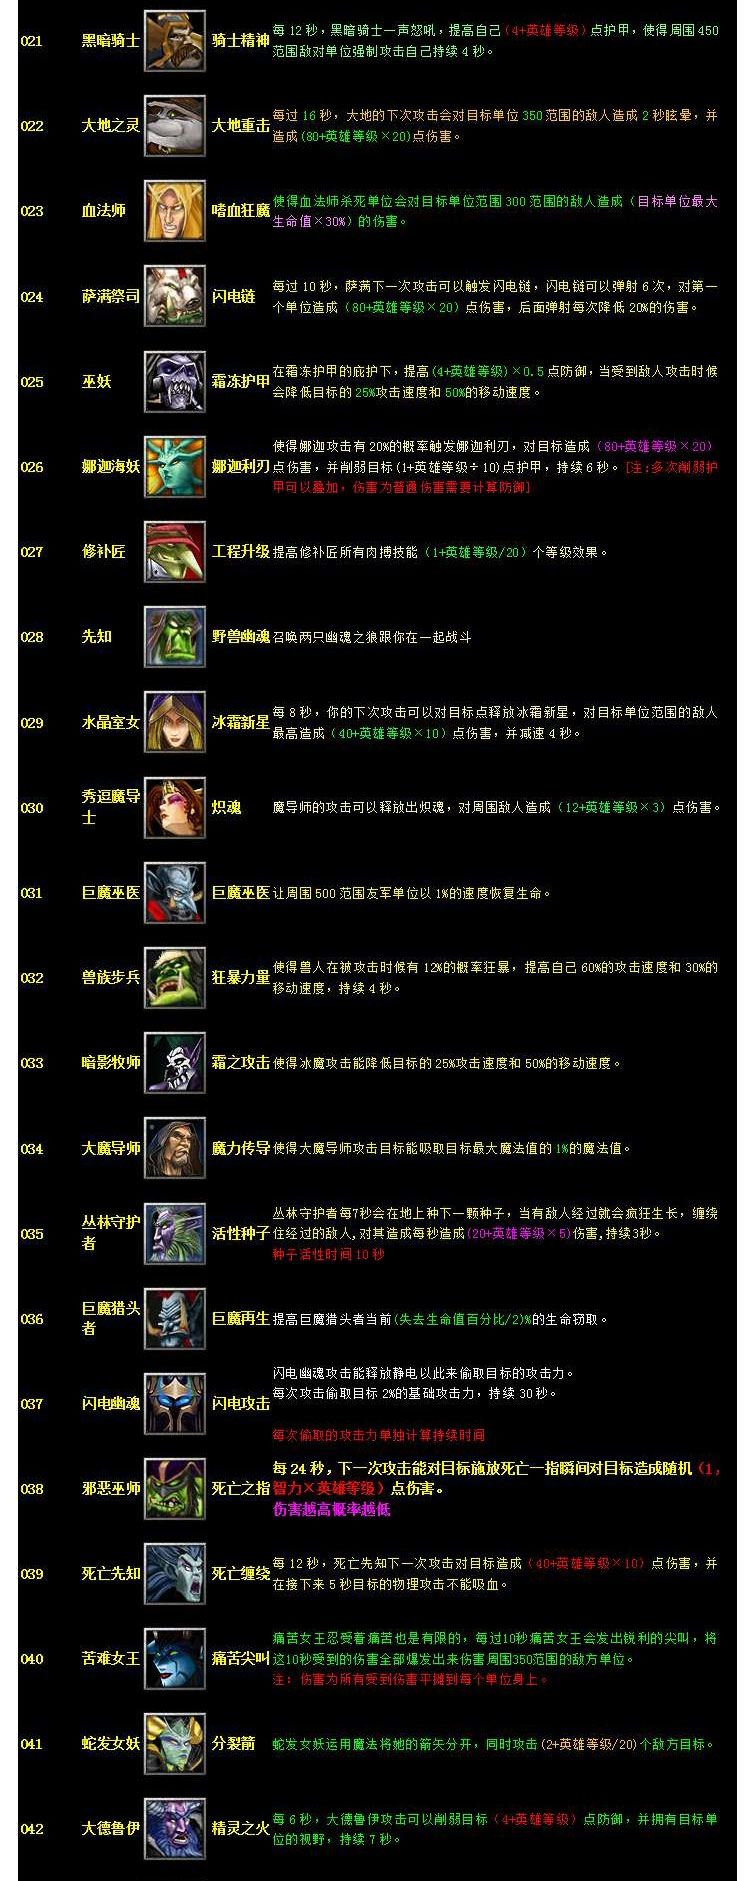 021 黑暗骑士 骑士精神 每 12 秒，黑暗骑士一声怒吼，提高自己（4+英雄等级）点护甲，使得周围 450
范围敌对单位强制攻击自己持续 4 秒。
022 大地之灵 大地重击 每过 16 秒，大地的下次攻击会对目标单位 350 范围的敌人造成 2 秒眩晕，并
造成(80+英雄等级×20)点伤害。
023 血法师 嗜血狂魔 使得血法师杀死单位会对目标单位范围 300 范围的敌人造成（目标单位最大
生命值×30%）的伤害。
024 萨满祭司 闪电链 每过 10 秒，萨满下一次攻击可以触发闪电链，闪电链可以弹射 6 次，对第一
个单位造成（80+英雄等级×20）点伤害，后面弹射每次降低 20%的伤害。
025 巫妖 霜冻护甲 在霜冻护甲的庇护下，提高(4+英雄等级)×0.5 点防御，当受到敌人攻击时候
会降低目标的 25%攻击速度和 50%的移动速度。
026 娜迦海妖 娜迦利刃 使得娜迦攻击有 20%的概率触发娜迦利刃，对目标造成（80+英雄等级×20）
点伤害，并削弱目标(1+英雄等级÷10)点护甲，持续 6 秒。[注:多次削弱护
甲可以叠加，伤害为普通伤害需要计算防御]
027 修补匠 工程升级 提高修补匠所有肉搏技能（1+英雄等级/20）个等级效果。
028 先知 野兽幽魂 召唤两只幽魂之狼跟你在一起战斗
029 水晶室女 冰霜新星 每 8 秒，你的下次攻击可以对目标点释放冰霜新星，对目标单位范围的敌人
最高造成（40+英雄等级×10）点伤害，并减速 4 秒。
030 秀逗魔导
士 炽魂 魔导师的攻击可以释放出炽魂，对周围敌人造成（12+英雄等级×3）点伤害。
031 巨魔巫医 巨魔巫医 让周围 500 范围友军单位以 1%的速度恢复生命。
032 兽族步兵 狂暴力量 使得兽人在被攻击时候有 12%的概率狂暴，提高自己 60%的攻击速度和 30%的
移动速度，持续 4 秒。
033 暗影牧师 霜之攻击 使得冰魔攻击能降低目标的 25%攻击速度和 50%的移动速度。
034 大魔导师 魔力传导 使得大魔导师攻击目标能吸取目标最大魔法值的 1%的魔法值。
035 丛林守护
者 活性种子 丛林守护者每7秒会在地上种下一颗种子，当有敌人经过就会疯狂生长，缠绕
住经过的敌人,对其造成每秒造成(20+英雄等级×5)伤害,持续3秒。
种子活性时间 10 秒
036 巨魔猎头
者 巨魔再生 提高巨魔猎头者当前(失去生命值百分比/2)%的生命窃取。
037 闪电幽魂 闪电攻击 闪电幽魂攻击能释放静电以此来偷取目标的攻击力。
每次攻击偷取目标 2%的基础攻击力，持续 30 秒。
每次偷取的攻击力单独计算持续时间
038 邪恶巫师 死亡之指 每 24 秒，下一次攻击能对目标施放死亡一指瞬间对目标造成随机（1，
智力×英雄等级）点伤害。
伤害越高概率越低
039 死亡先知 死亡缠绕 每 12 秒，死亡先知下一次攻击对目标造成（40+英雄等级×10）点伤害，并
在接下来 5 秒目标的物理攻击不能吸血。
040 苦难女王 痛苦尖叫 痛苦女王忍受着痛苦也是有限的，每过10秒痛苦女王会发出锐利的尖叫，将
这10秒受到的伤害全部爆发出来伤害周围350范围的敌方单位。
注：伤害为所有受到伤害平摊到每个单位身上。
041 蛇发女妖 分裂箭 蛇发女妖运用魔法将她的箭矢分开，同时攻击(2+英雄等级/20)个敌方目标。
042 大德鲁伊 精灵之火 每 6 秒，大德鲁伊攻击可以削弱目标（4+英雄等级）点防御，并拥有目标单
位的视野，持续 7 秒。